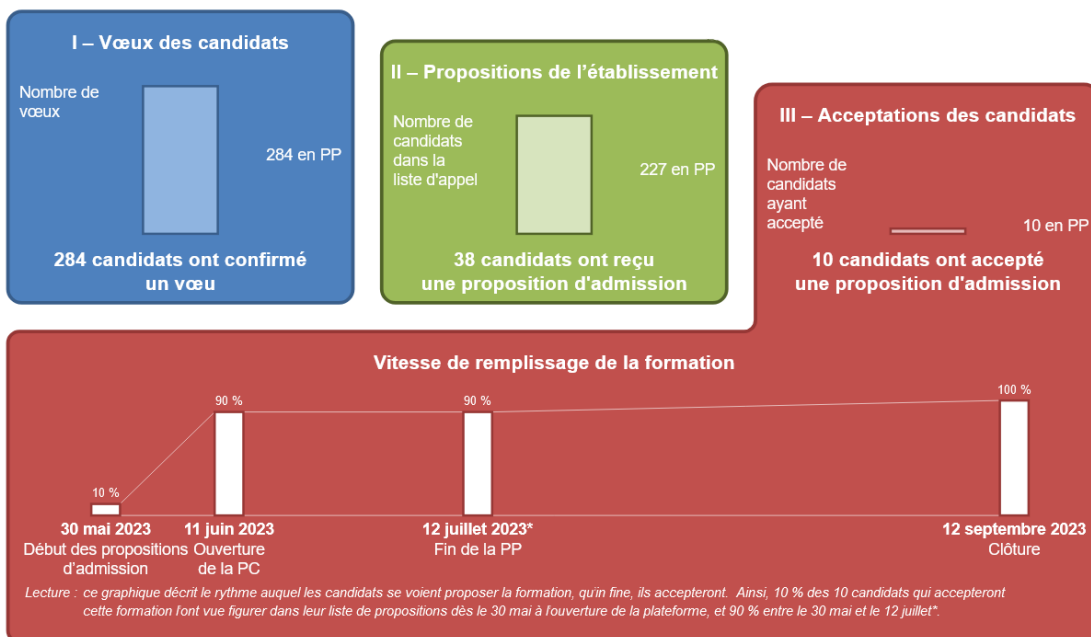 I – Vœux des candidats
Nombre de
vœux
284 en PP
284 candidats ont confirmé
un vœu
II – Propositions de l'établissement
Nombre de
candidats
dans la
liste d'appel
227 en PP
38 candidats ont reçu
une proposition d'admission
III – Acceptations des candidats
Nombre de
candidats
ayant
accepté
10 en PP
10 candidats ont accepté
une proposition d'admission
Vitesse de remplissage de la formation
10 %
90 %
90 %
100 %
30 mai 2023
Début des propositions
d'admission
11 juin 2023
Ouverture
de la PC
12 juillet 2023*
Fin de la PP
12 septembre 2023
Clôture
Lecture : ce graphique décrit le rythme auquel les candidats se voient proposer la formation, qu'in fine, ils accepteront. Ainsi, 10 % des 10 candidats qui accepteront
cette formation l'ont vue figurer dans leur liste de propositions dès le 30 mai à l'ouverture de la plateforme, et 90 % entre le 30 mai et le 12 juillet*.